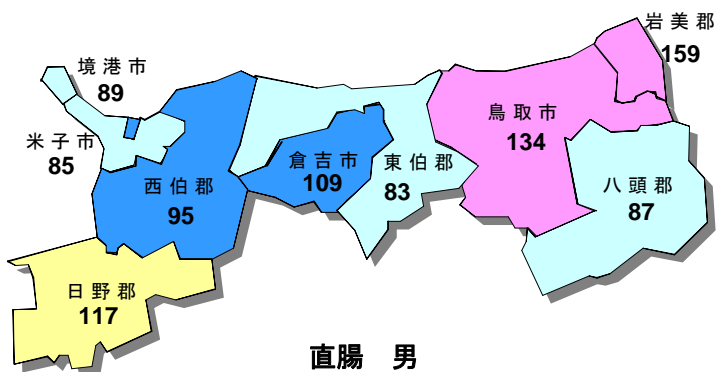 岩美郡
159
境港市
89
鳥取市
134
米子市
85
倉吉市
109
東伯郡
83
西伯郡
95
八頭郡
87
日野郡
117
直腸　男